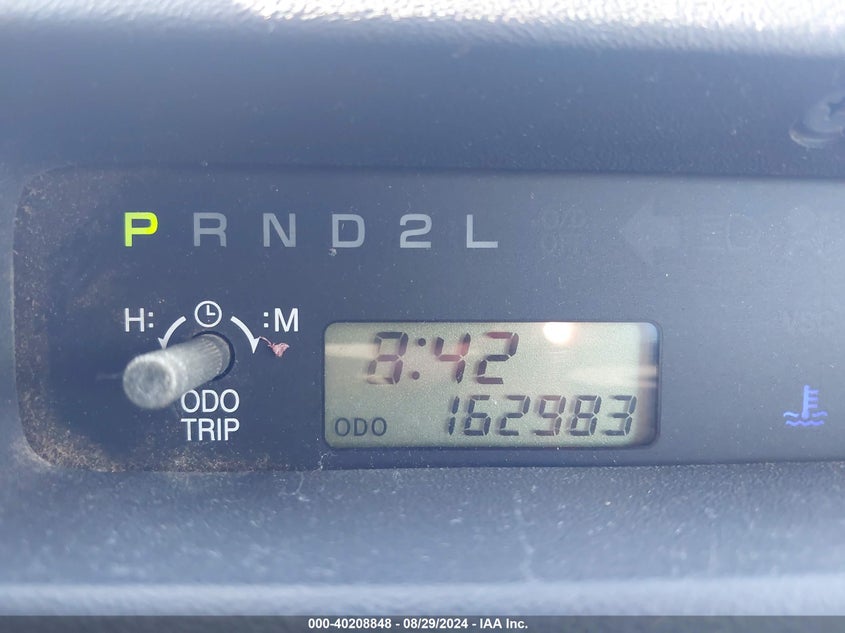 P R N D 2 L
H: :M
8:42
ODO 162983
ODO
TRIP
000-40208848 - 08/29/2024 - IAA Inc.